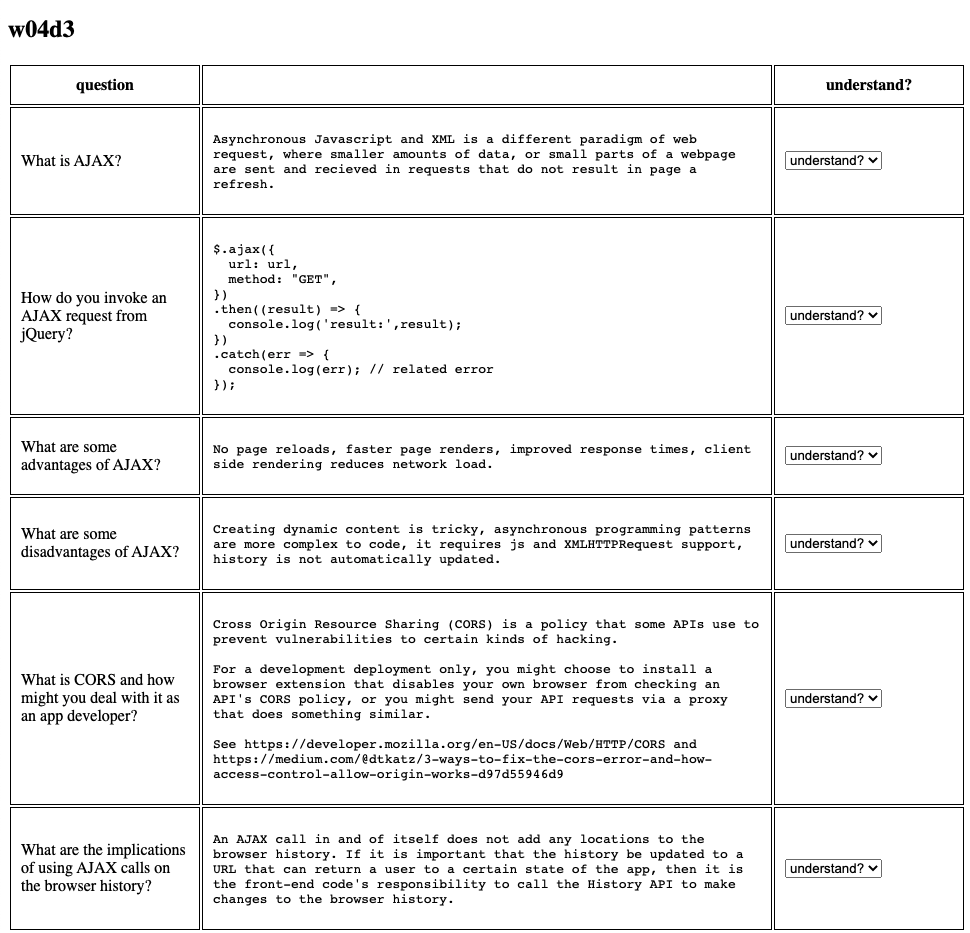 w04d3
question
understand?
What is AJAX?
Asynchronous Javascript and XML is a different paradigm of web
request, where smaller amounts of data, or small parts of a webpage
are sent and recieved in requests that do not result in page a
refresh.
understand?
How do you invoke an
AJAX request from
jQuery?
$.ajax({
  url: url,
  method: "GET",
})
.then((result) => {
  console.log('result:',result);
})
.catch(err => {
  console.log(err); // related error
});
understand?
What are some
advantages of AJAX?
No page reloads, faster page renders, improved response times, client
side rendering reduces network load.
understand?
What are some
disadvantages of AJAX?
Creating dynamic content is tricky, asynchronous programming patterns
are more complex to code, it requires js and XMLHTTPRequest support,
history is not automatically updated.
understand?
What is CORS and how
might you deal with it as
an app developer?
Cross Origin Resource Sharing (CORS) is a policy that some APIs use to
prevent vulnerabilities to certain kinds of hacking.
For a development deployment only, you might choose to install a
browser extension that disables your own browser from checking an
API's CORS policy, or you might send your API requests via a proxy
that does something similar.
See https://developer.mozilla.org/en-US/docs/Web/HTTP/CORS and
https://medium.com/@dtkatz/3-ways-to-fix-the-cors-error-and-how-
access-control-allow-origin-works-d97d55946d9
understand?
What are the implications
of using AJAX calls on
the browser history?
An AJAX call in and of itself does not add any locations to the
browser history. If it is important that the history be updated to a
URL that can return a user to a certain state of the app, then it is
the front-end code's responsibility to call the History API to make
changes to the browser history.
understand?